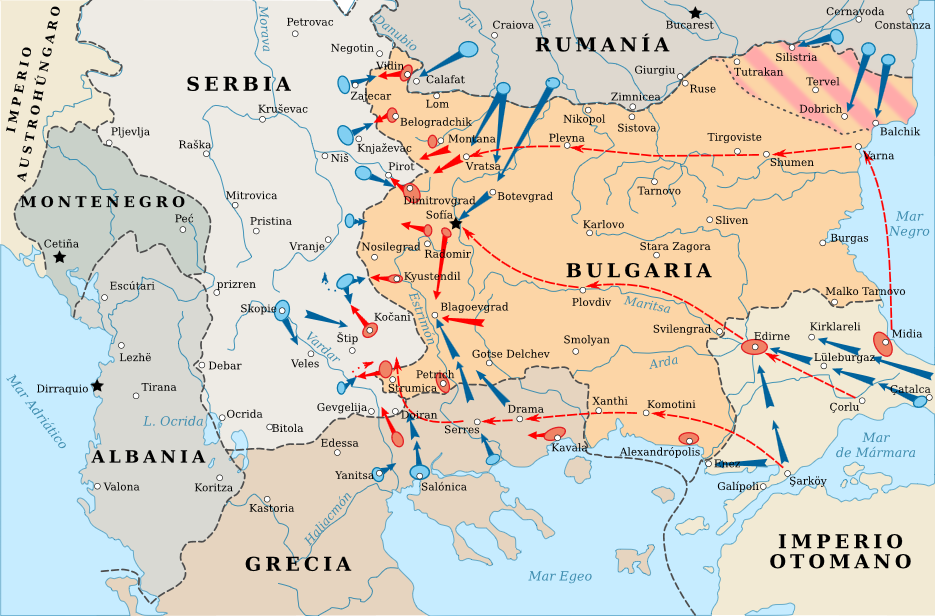 IMPERIO
AUSTROHÚNGARO
Petrovac
Morava
Danubio
Jiu
Craiova
Olt
Bucarest
Cernavoda
Constanza
RUMANÍA
Negotin
Vidin
Calafat
Giurgiu
Silistria
Tutrakan
SERBIA
Zaječar
Lom
Zimnicea
Ruse
Tervel
Dobrich
Kruševac
Belogradchik
Nikopol
Sistova
Balchik
Pljevlja
Raška
Knjaževac
Montana
Plevna
Tirgoviste
Niš
Pirot
Vratsa
Shumen
Varna
MONTENEGRO
Mitrovica
Dimitrovgrad
Botevgrad
Tarnovo
Peć
Pristina
Sofía
Karlovo
Sliven
Mar
Negro
Cetiña
Vranje
Nosilegrad
Radomir
Stara Zagora
Burgas
BULGARIA
Escútari
prizren
Kyustendil
Plovdiv
Maritsa
Malko Tarnovo
Skopie
Kočani
Estrimón
Blagoevgrad
Svilengrad
Kirklareli
Midia
Vardar
Štip
Smolyan
Edirne
Lüleburgaz
Lezhë
Veles
Gotse Delchev
Arda
Debar
Petrich
Mar Adriático
Dirraquio
Tirana
Strumica
Çatalca
Gevgelija
Doiran
Drama
Xanthi
Komotini
Çorlu
L. Ocrida
Ocrida
Bitola
Serres
Edessa
Kavala
Alexandrópolis
Mar
de Mármara
ALBANIA
Enez
Yanitsa
Salónica
Valona
Koritza
Galípoli
Şarköy
Kastoria
Haliacmón
GRECIA
Mar Egeo
IMPERIO
OTOMANO